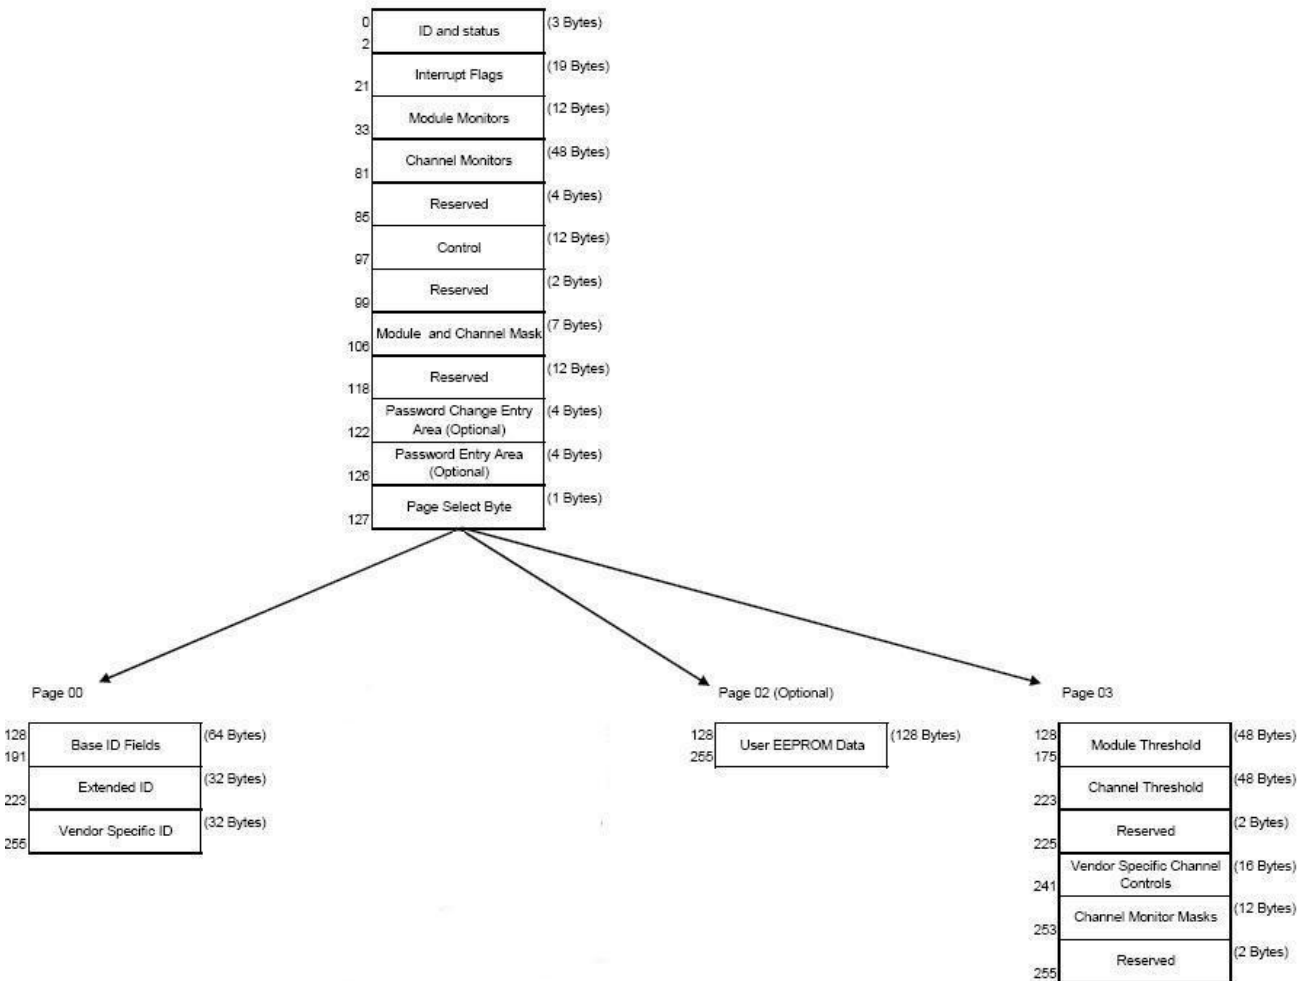 0
ID and status
(3 Bytes)
2
Interrupt Flags
(19 Bytes)
21
Module Monitors
(12 Bytes)
33
Channel Monitors
(48 Bytes)
81
Reserved
(4 Bytes)
85
Control
(12 Bytes)
97
Reserved
(2 Bytes)
99
Module and Channel Mask
(7 Bytes)
106
Reserved
(12 Bytes)
118
Password Change Entry
Area (Optional)
(4 Bytes)
122
Password Entry Area
(Optional)
(4 Bytes)
126
Page Select Byte
(1 Bytes)
127
Page 00
128
Base ID Fields
(64 Bytes)
191
Extended ID
(32 Bytes)
223
Vendor Specific ID
(32 Bytes)
255
Page 02 (Optional)
128
User EEPROM Data
(128 Bytes)
255
Page 03
128
Module Threshold
(48 Bytes)
175
Channel Threshold
(48 Bytes)
223
Reserved
(2 Bytes)
225
Vendor Specific Channel
Controls
(16 Bytes)
241
Channel Monitor Masks
(12 Bytes)
253
Reserved
(2 Bytes)
255